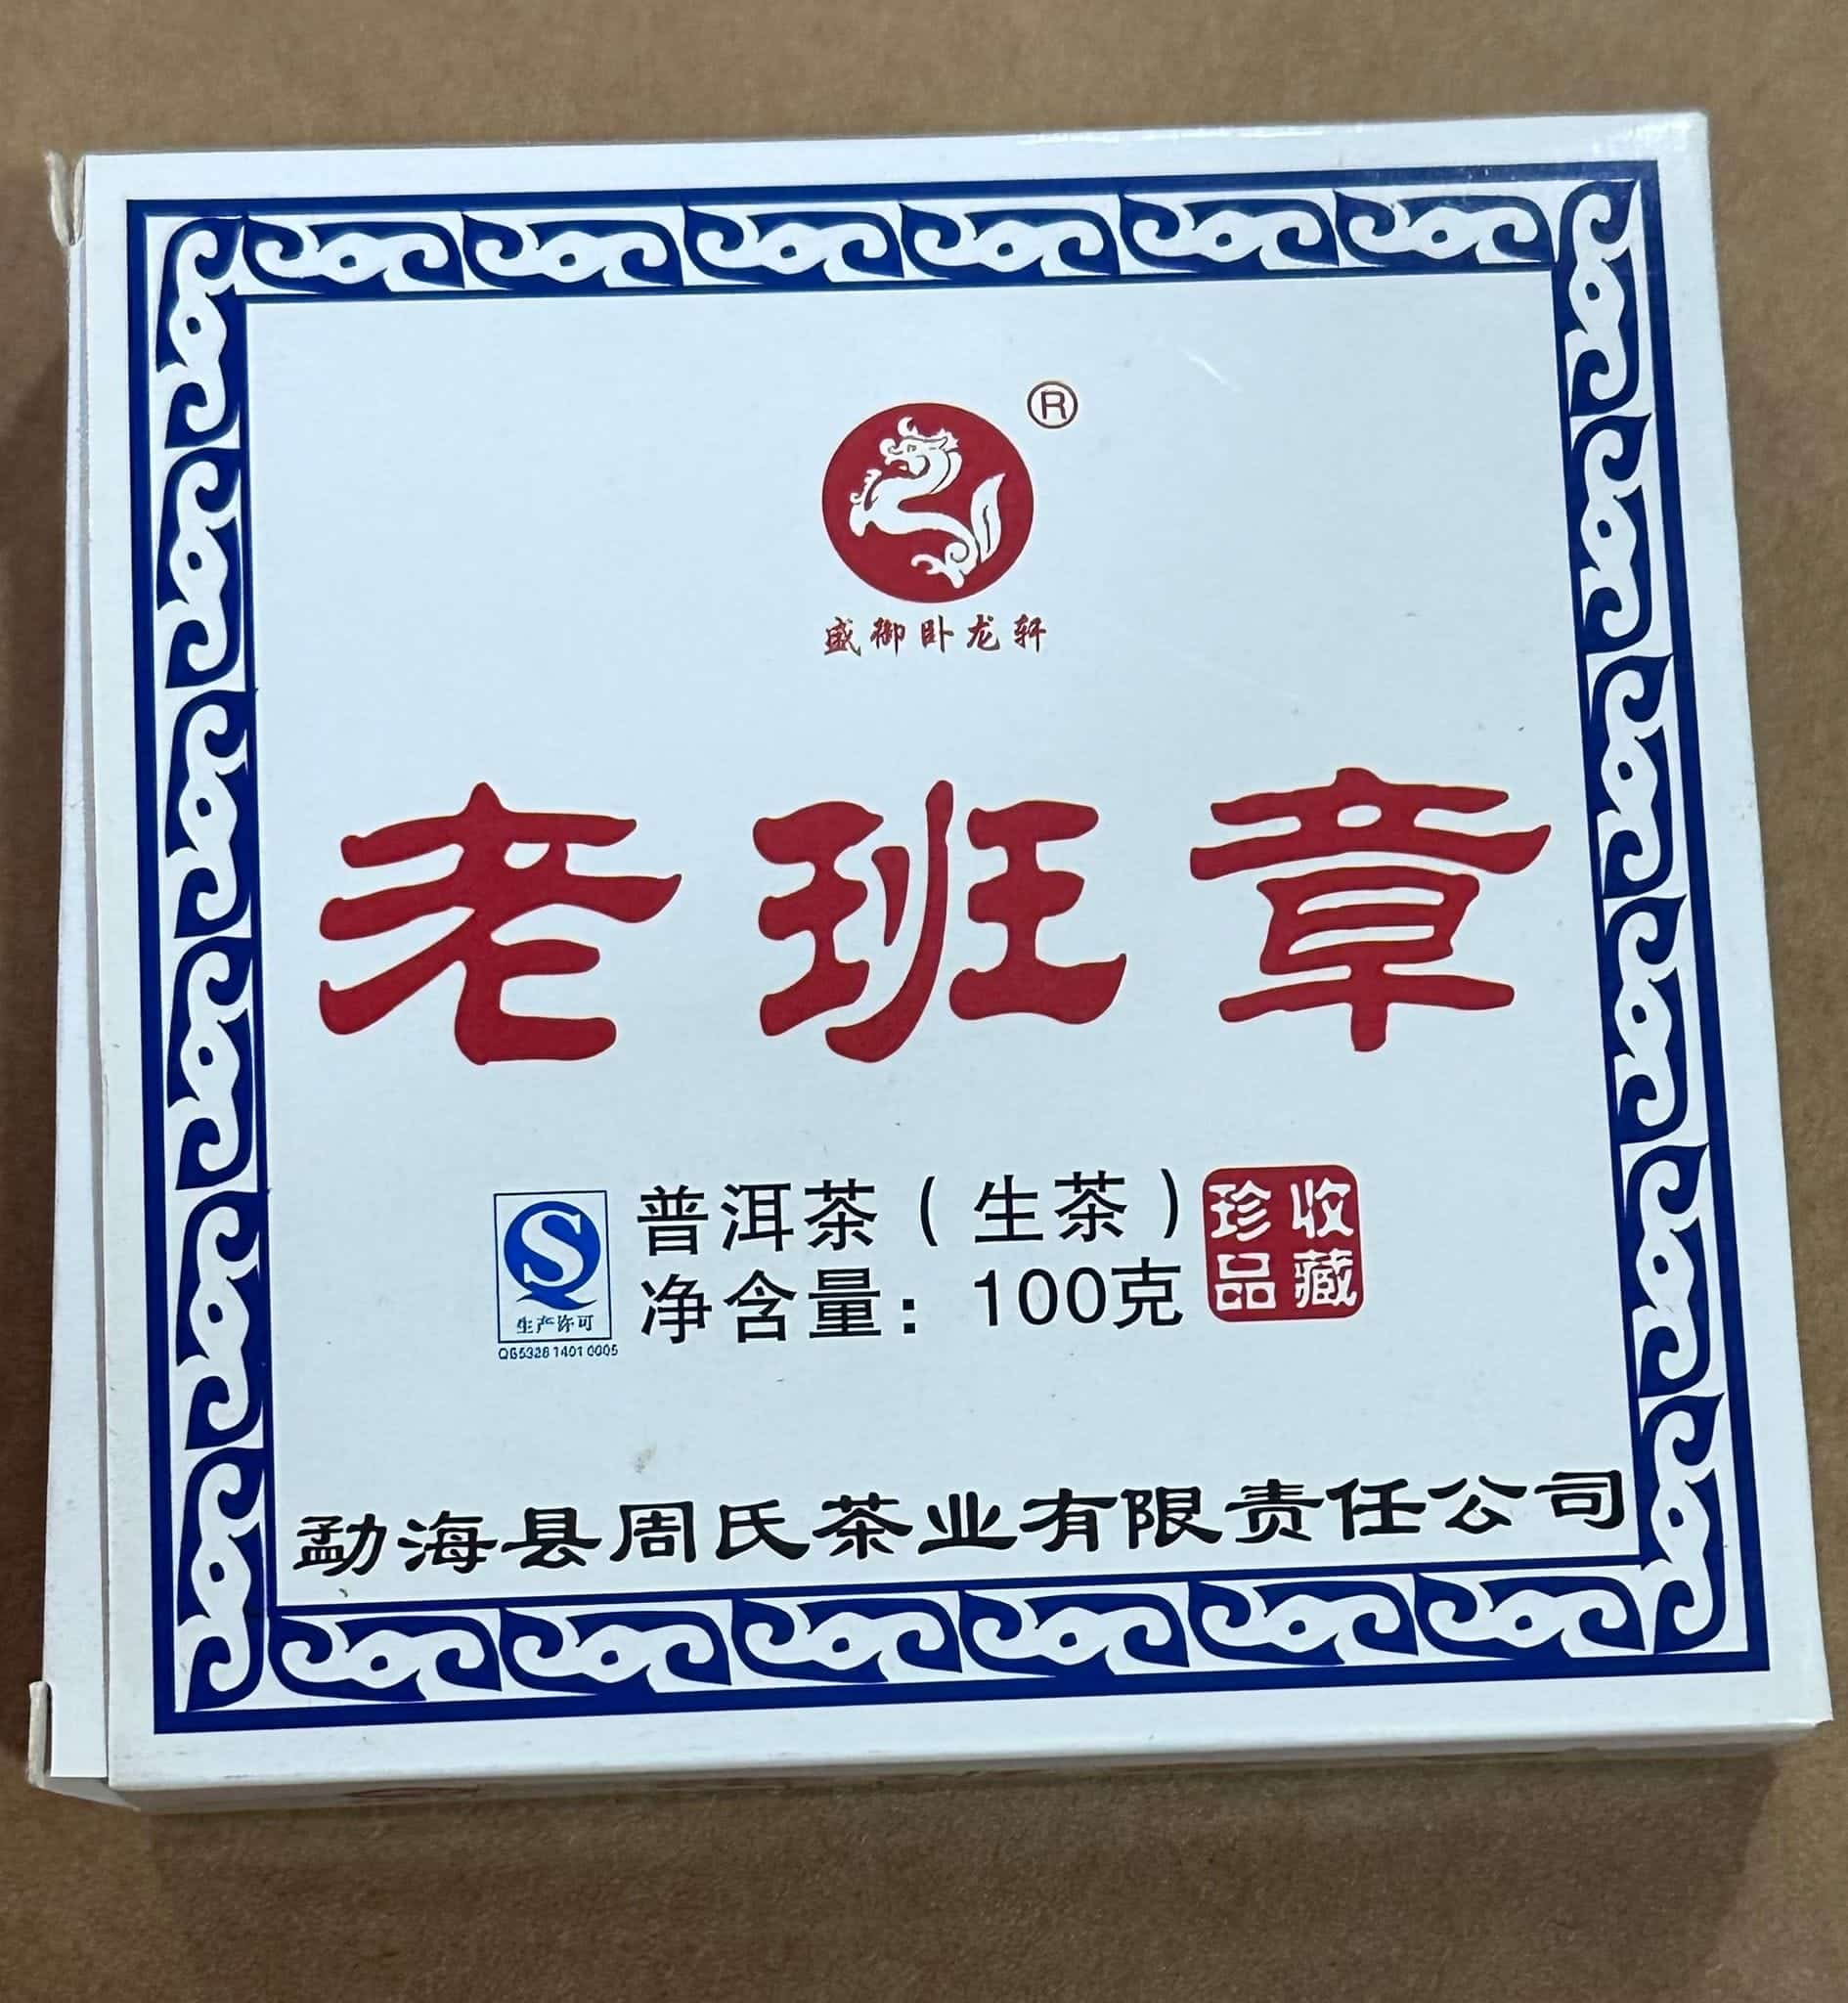 ®
盛御卧龙轩
老班章
普洱茶（生茶）
净含量：100克
收藏
珍品
生产许可
QS5328 1401 0005
勐海县周氏茶业有限责任公司